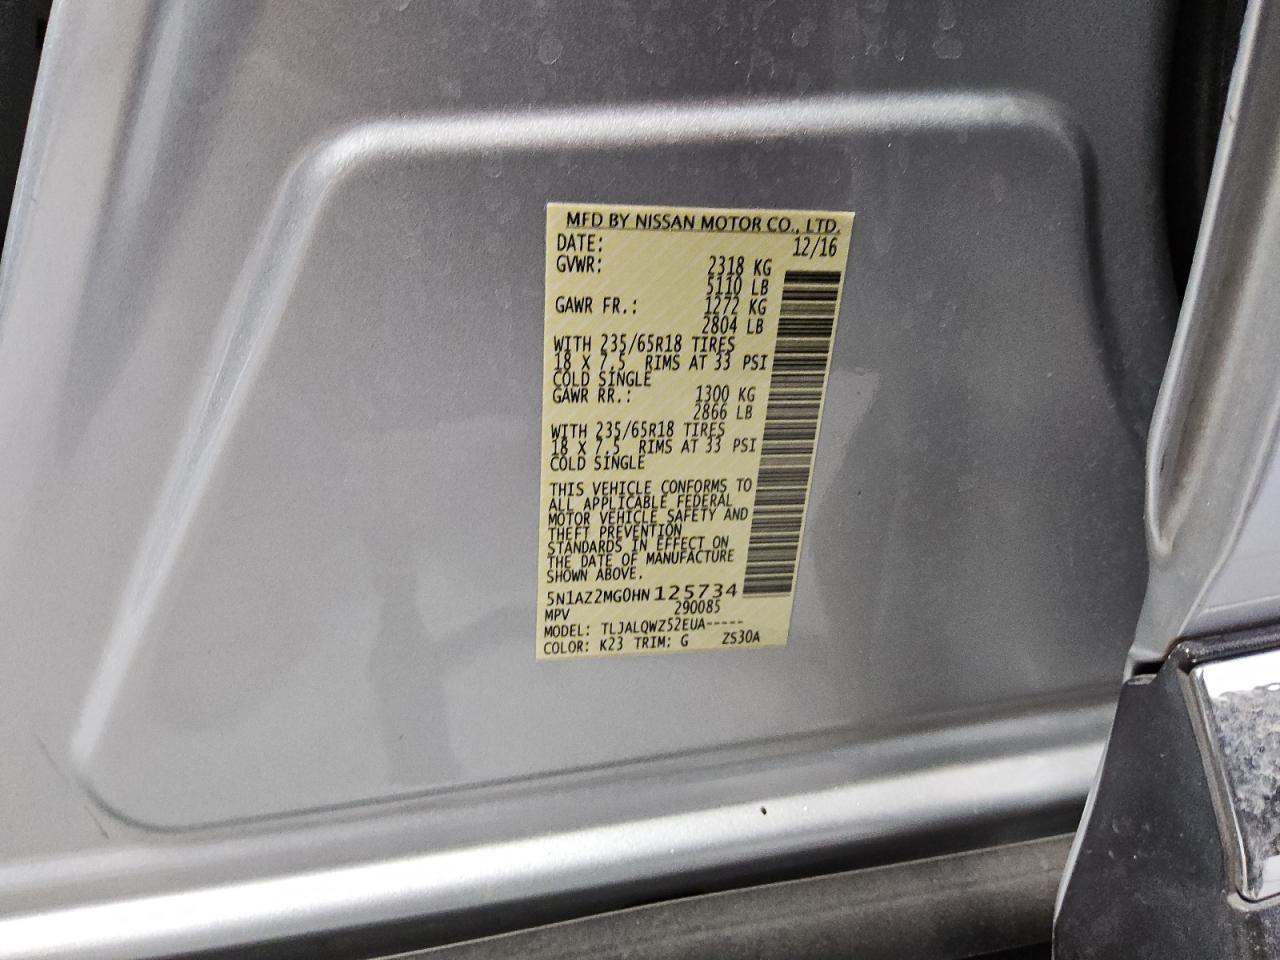 MFD BY NISSAN MOTOR CO., LTD.
DATE: 12/16
GVWR: 2318 KG
5110 LB
GAWR FR.: 1272 KG
2804 LB
WITH 235/65R18 TIRES
18 X 7.5 RIMS AT 33 PSI
COLD SINGLE
GAWR RR.: 1300 KG
2866 LB
WITH 235/65R18 TIRES
18 X 7.5 RIMS AT 33 PSI
COLD SINGLE
THIS VEHICLE CONFORMS TO
ALL APPLICABLE FEDERAL
MOTOR VEHICLE SAFETY AND
THEFT PREVENTION
STANDARDS IN EFFECT ON
THE DATE OF MANUFACTURE
SHOWN ABOVE.
5N1AZ2MG0HN125734
MPV 290085
MODEL: TLJALQWZ52EUA-----
COLOR: K23 TRIM: G ZS30A